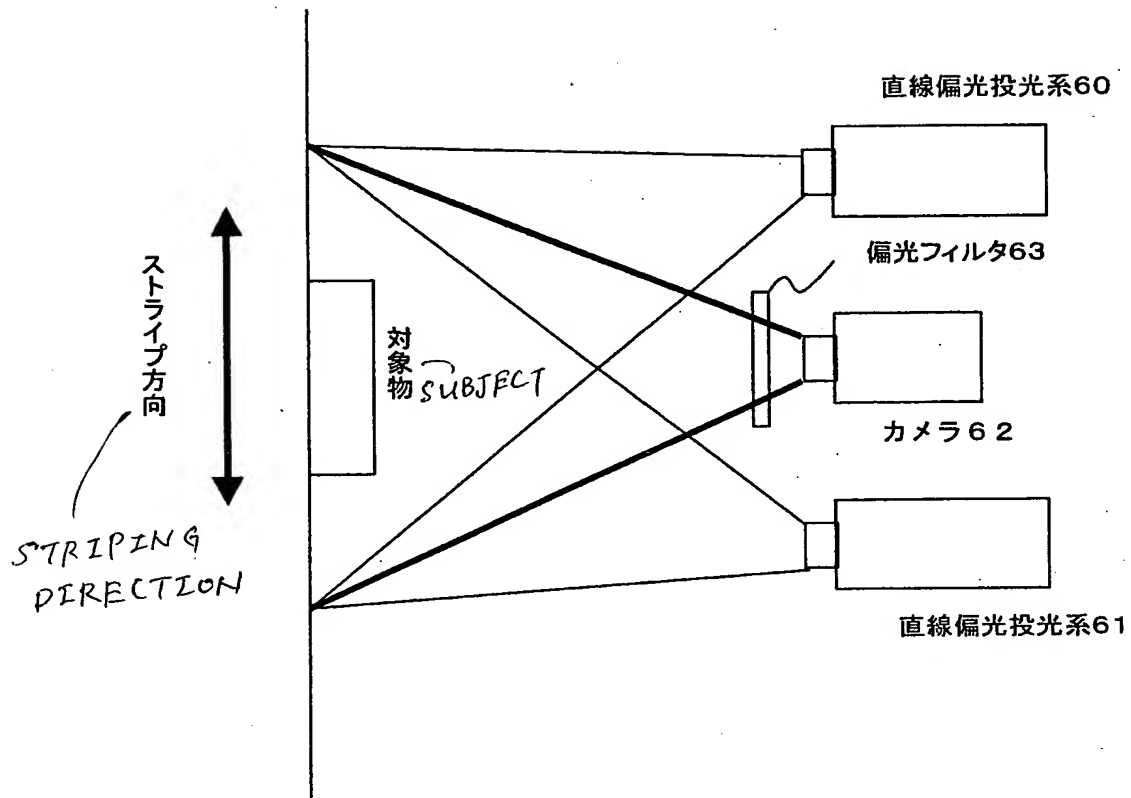 直線偏光投光系60
偏光フィルタ63
ストライプ方向
対象物
SUBJECT
カメラ62
STRIPING
DIRECTION
直線偏光投光系61